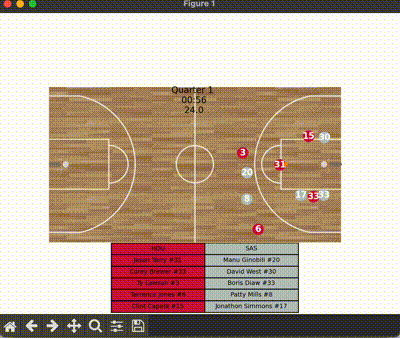 Figure 1
Quarter 1
00:56
24.0
15 30
3
31
20
17 33 33
8
6
HOU SAS
Jason Terry #31 Manu Ginobili #20
Corey Brewer #33 David West #30
Ty Lawson #3 Boris Diaw #33
Terrence Jones #6 Patty Mills #8
Clint Capela #15 Jonathon Simmons #17